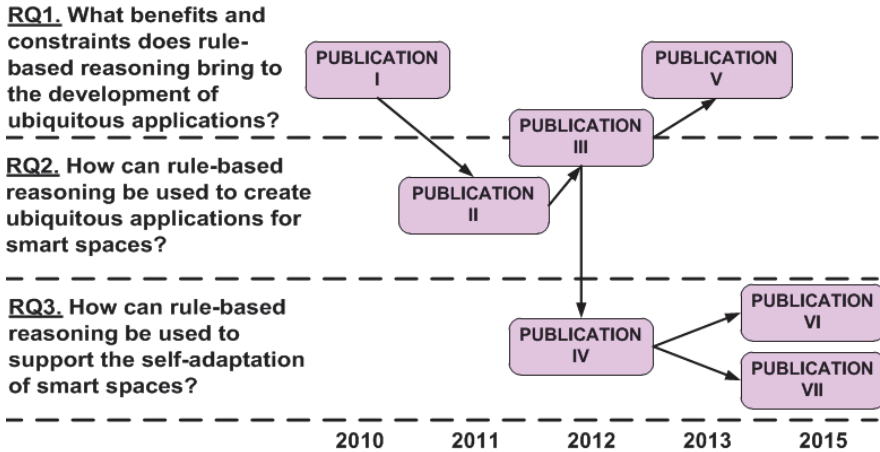 RQ1. What benefits and
constraints does rule-
based reasoning bring to
the development of
ubiquitous applications?
PUBLICATION
I
PUBLICATION
V
PUBLICATION
III
RQ2. How can rule-based
reasoning be used to create
ubiquitous applications for
smart spaces?
PUBLICATION
II
RQ3. How can rule-based
reasoning be used to
support the self-adaptation
of smart spaces?
PUBLICATION
IV
PUBLICATION
VI
PUBLICATION
VII
2010 2011 2012 2013 2015